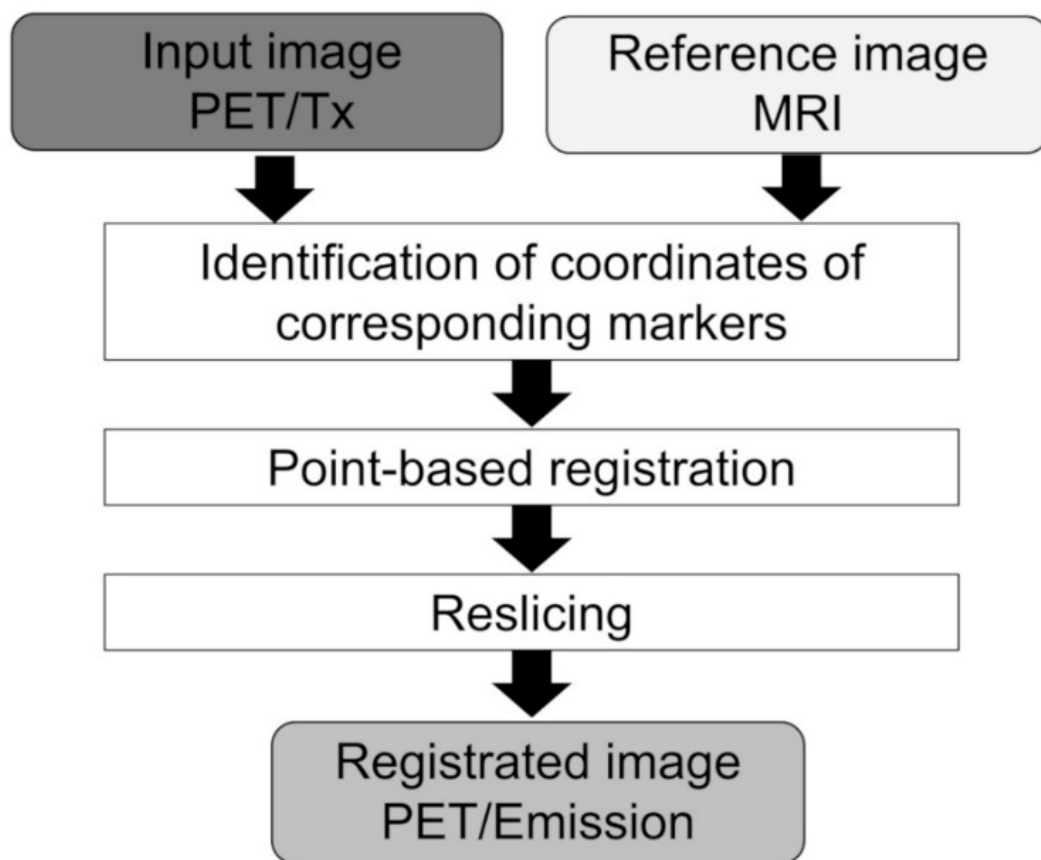 Input image
PET/Tx
Reference image
MRI
Identification of coordinates of
corresponding markers
Point-based registration
Reslicing
Registrated image
PET/Emission